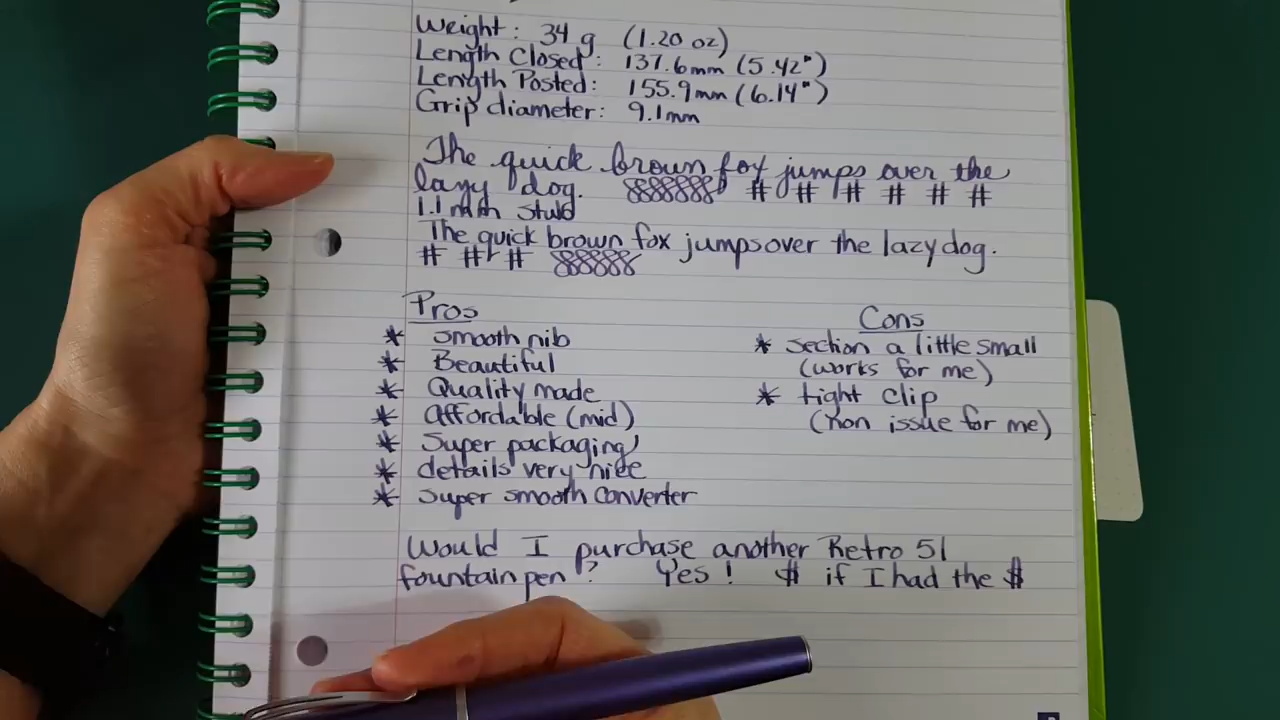 Weight: 34 g (1.20 oz)
Length Closed: 137.6mm (5.42")
Length Posted: 155.9mm (6.14")
Grip diameter: 9.1mm
The quick brown fox jumps over the
lazy dog. 88888888 # # # # # #
1.1 mm stub
The quick brown fox jumps over the lazy dog.
# # # 888888
Pros
* smooth nib
* Beautiful
* Quality made
* Affordable (mid)
* Super packaging
* details very nice
* super smooth converter
Cons
* section a little small
(works for me)
* tight clip
(non issue for me)
Would I purchase another Retro 51
fountain pen? Yes! $ if I had the $